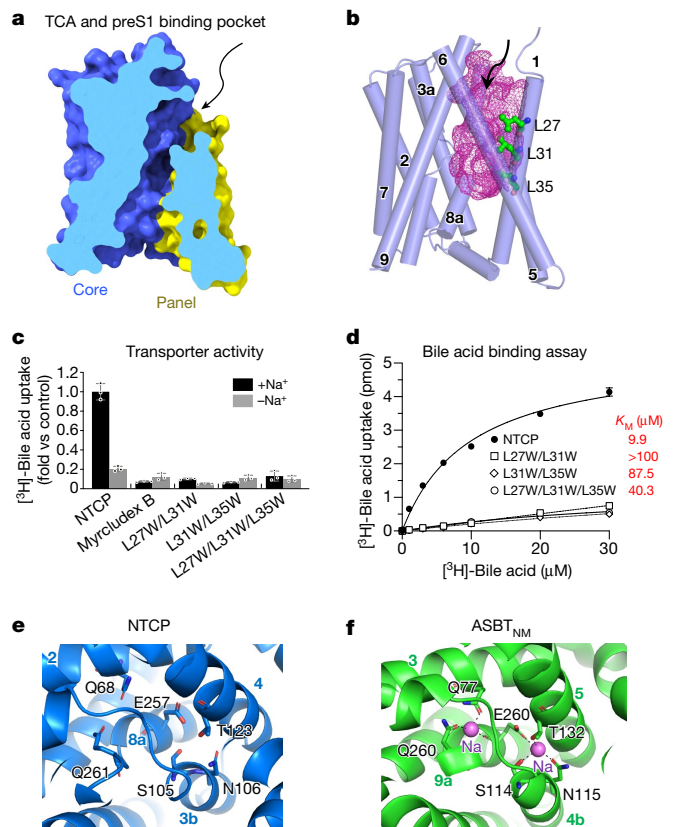 a
TCA and preS1 binding pocket
Core
Panel
b
6
1
3a
L27
L31
2
L35
7
8a
9
5
c
Transporter activity
[³H]-Bile acid uptake
(fold vs control)
1.2
1.0
0.8
0.6
0.4
0.2
0
+Na⁺
–Na⁺
NTCP
Myrcludex B
L27W/L31W
L31W/L35W
L27W/L31W/L35W
d
Bile acid binding assay
[³H]-Bile acid uptake (pmol)
5
4
3
2
1
0
K_M (μM)
NTCP 9.9
L27W/L31W >100
L31W/L35W 87.5
L27W/L31W/L35W 40.3
0 10 20 30
[³H]-Bile acid (μM)
e
NTCP
2
Q68
4
E257
T123
8a
Q261
S105
N106
3b
f
ASBT_NM
3
Q77
5
E260
T132
Q260
Na
Na
9a
S114
N115
4b